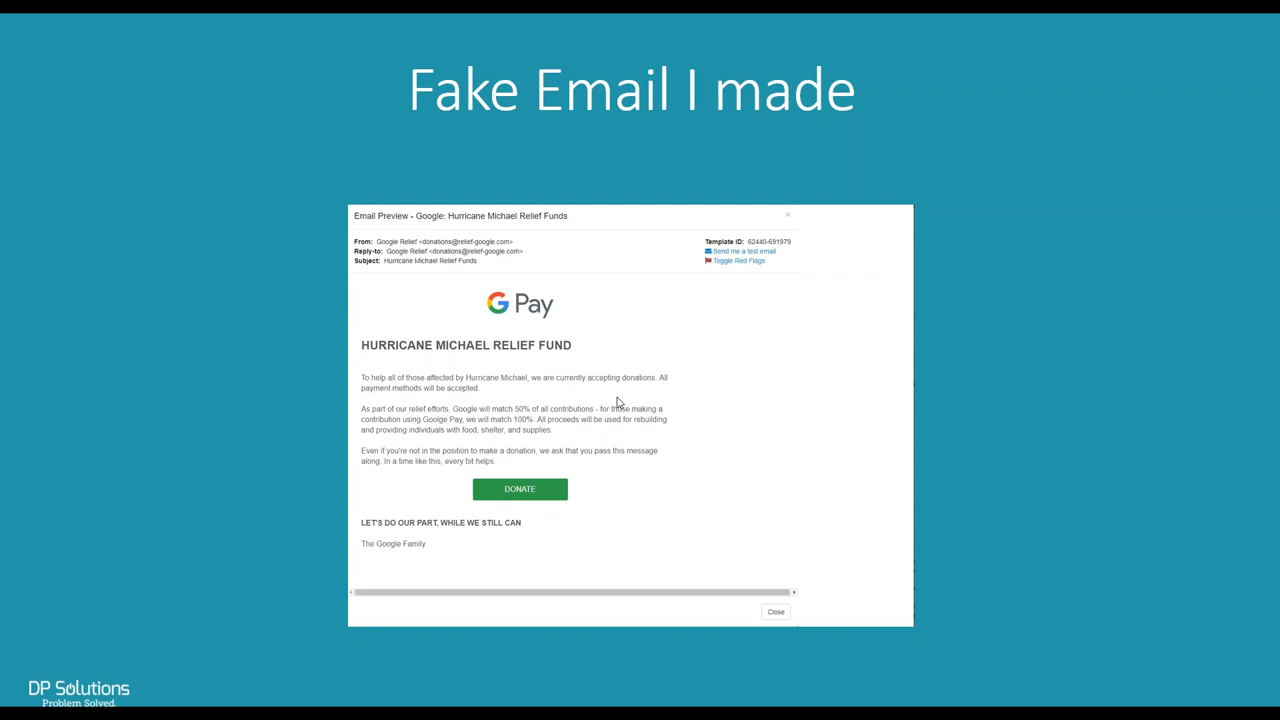 Fake Email I made
Email Preview - Google: Hurricane Michael Relief Funds
×
From: Google Relief <donations@relief-google.com>
Reply-to: Google Relief <donations@relief-google.com>
Subject: Hurricane Michael Relief Funds
Template ID: 62440-691979
Send me a test email
Toggle Red Flags
G Pay
HURRICANE MICHAEL RELIEF FUND
To help all of those affected by Hurricane Michael, we are currently accepting donations. All
payment methods will be accepted.
As part of our relief efforts, Google will match 50% of all contributions - for those making a
contribution using Goolge Pay, we will match 100%. All proceeds will be used for rebuilding
and providing individuals with food, shelter, and supplies.
Even if you're not in the position to make a donation, we ask that you pass this message
along. In a time like this, every bit helps.
DONATE
LET'S DO OUR PART, WHILE WE STILL CAN
The Google Family
Close
DP Solutions
Problem Solved.